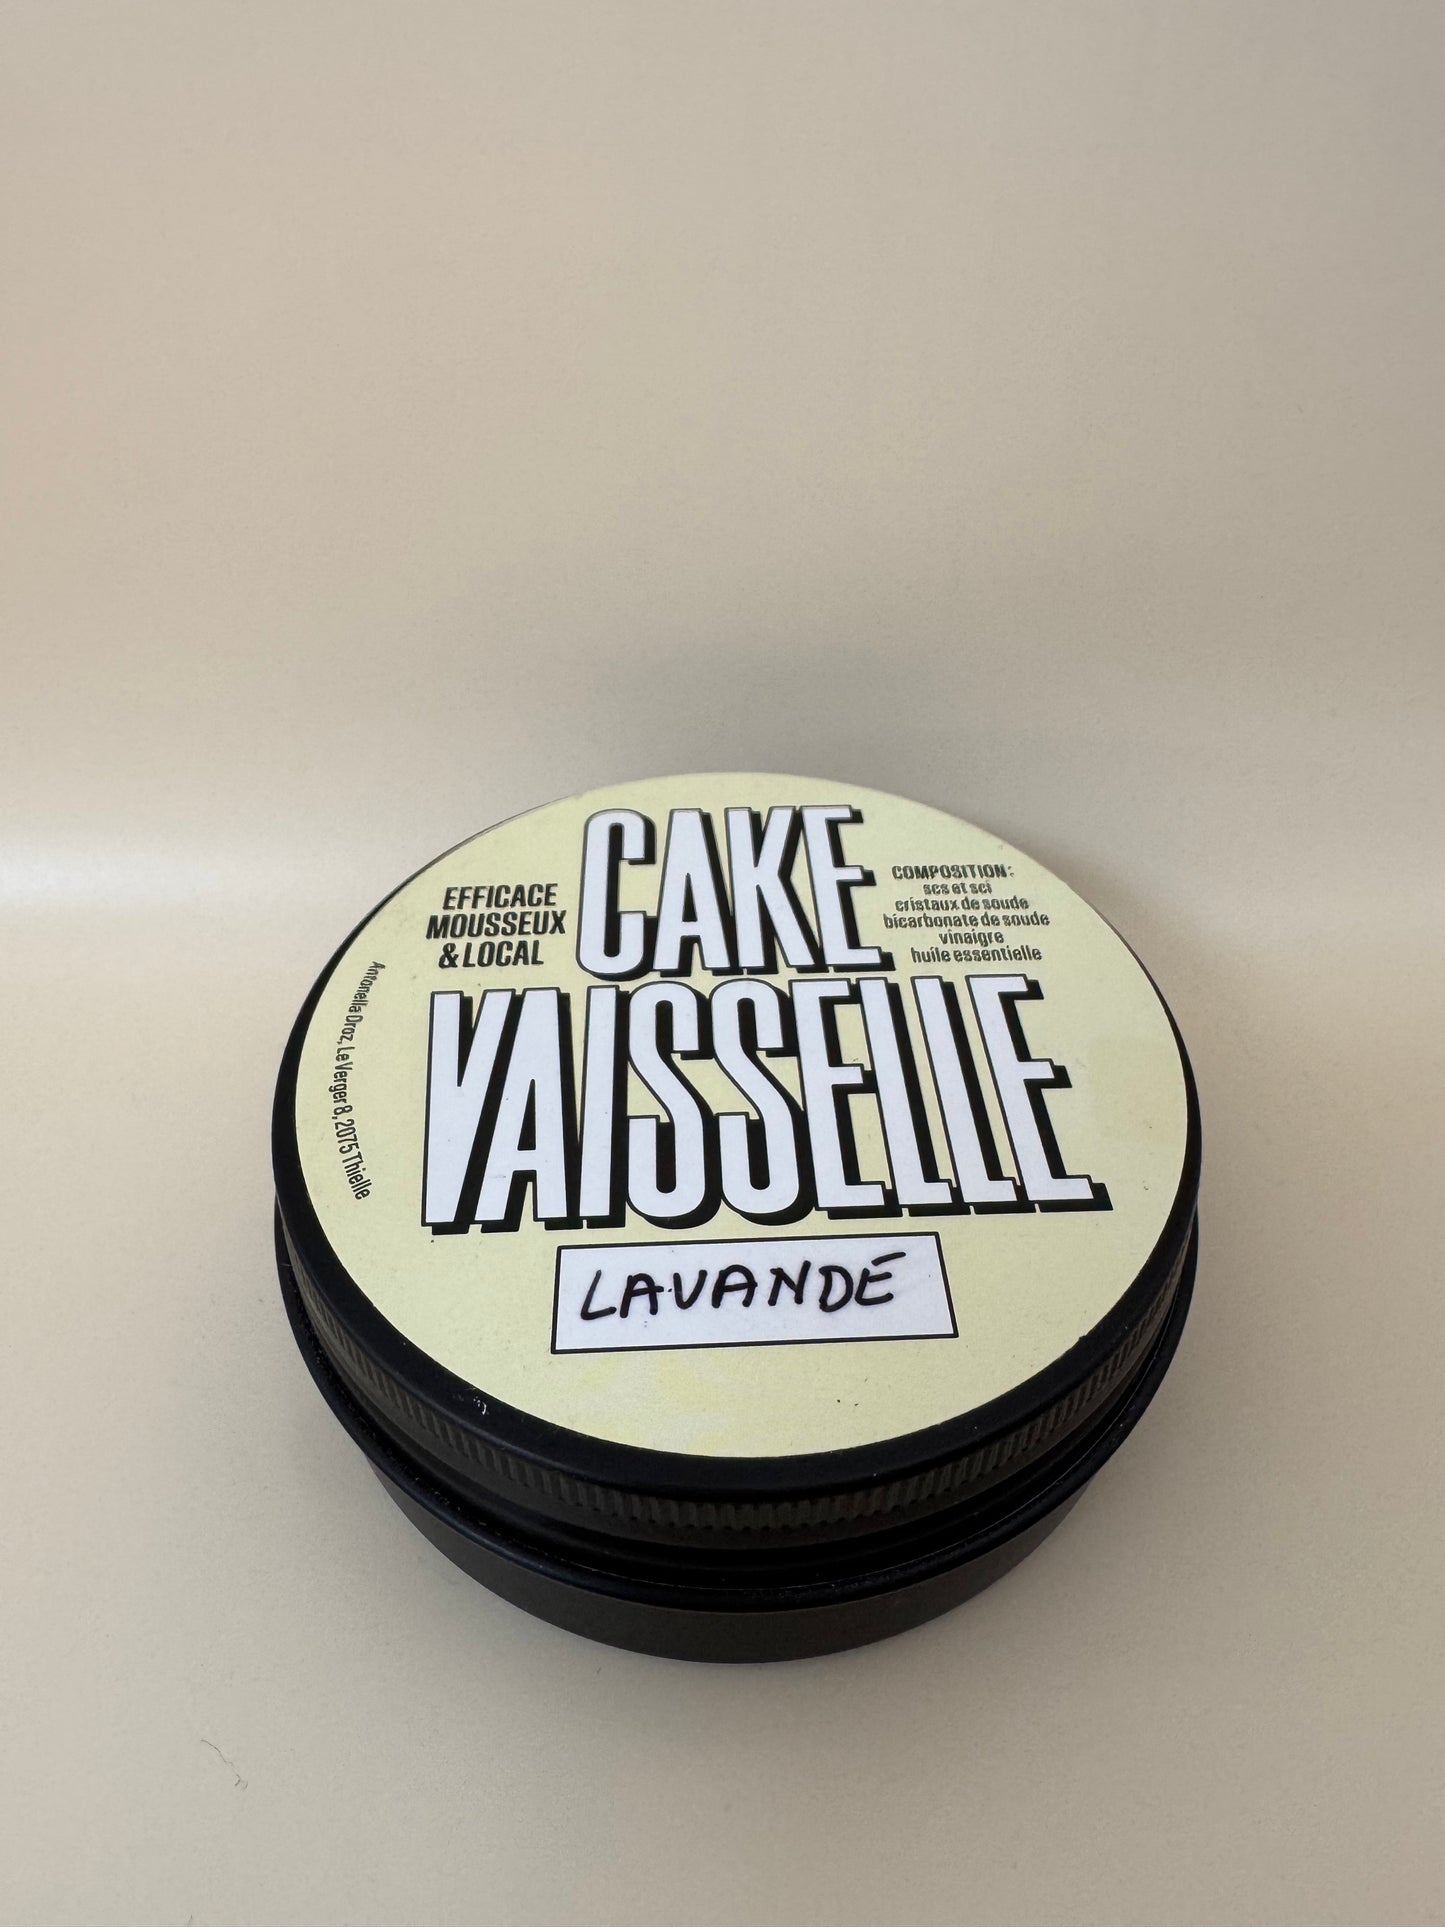 CAKE
VAISSELLE
EFFICACE
MOUSSEUX
& LOCAL
COMPOSITION:
scs et sci
cristaux de soude
bicarbonate de soude
vinaigre
huile essentielle
Antonella Droz, Le Verger 8, 2075 Thielle
LAVANDE